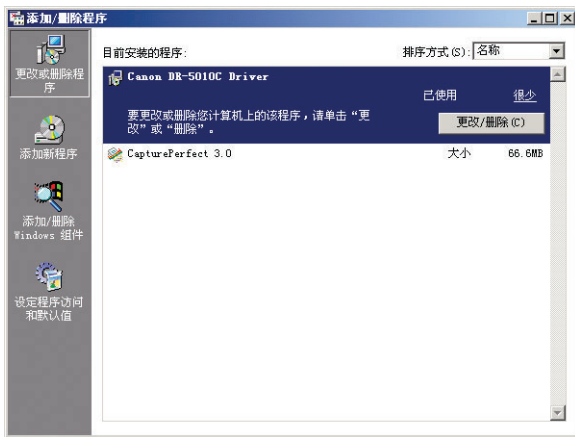 添加/删除程序
更改或删除程
序
添加新程序
添加/删除
Windows 组件
设定程序访问
和默认值
目前安装的程序:
排序方式(S): 名称
Canon DR-5010C Driver
已使用 很少
要更改或删除您计算机上的该程序，请单击“更
改”或“删除”。
更改/删除(C)
CapturePerfect 3.0 大小 66.6MB